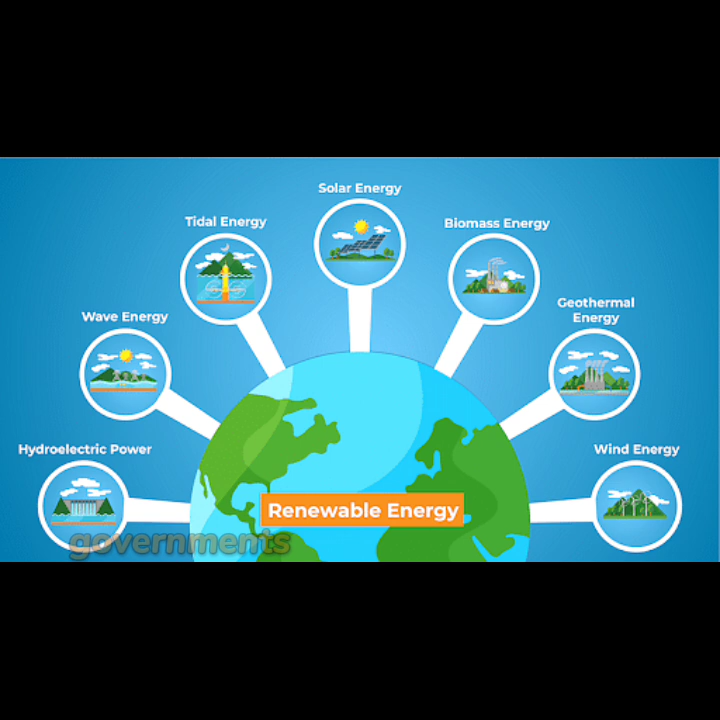 Solar Energy
Tidal Energy
Biomass Energy
Wave Energy
Geothermal
Energy
Hydroelectric Power
Wind Energy
Renewable Energy
governments